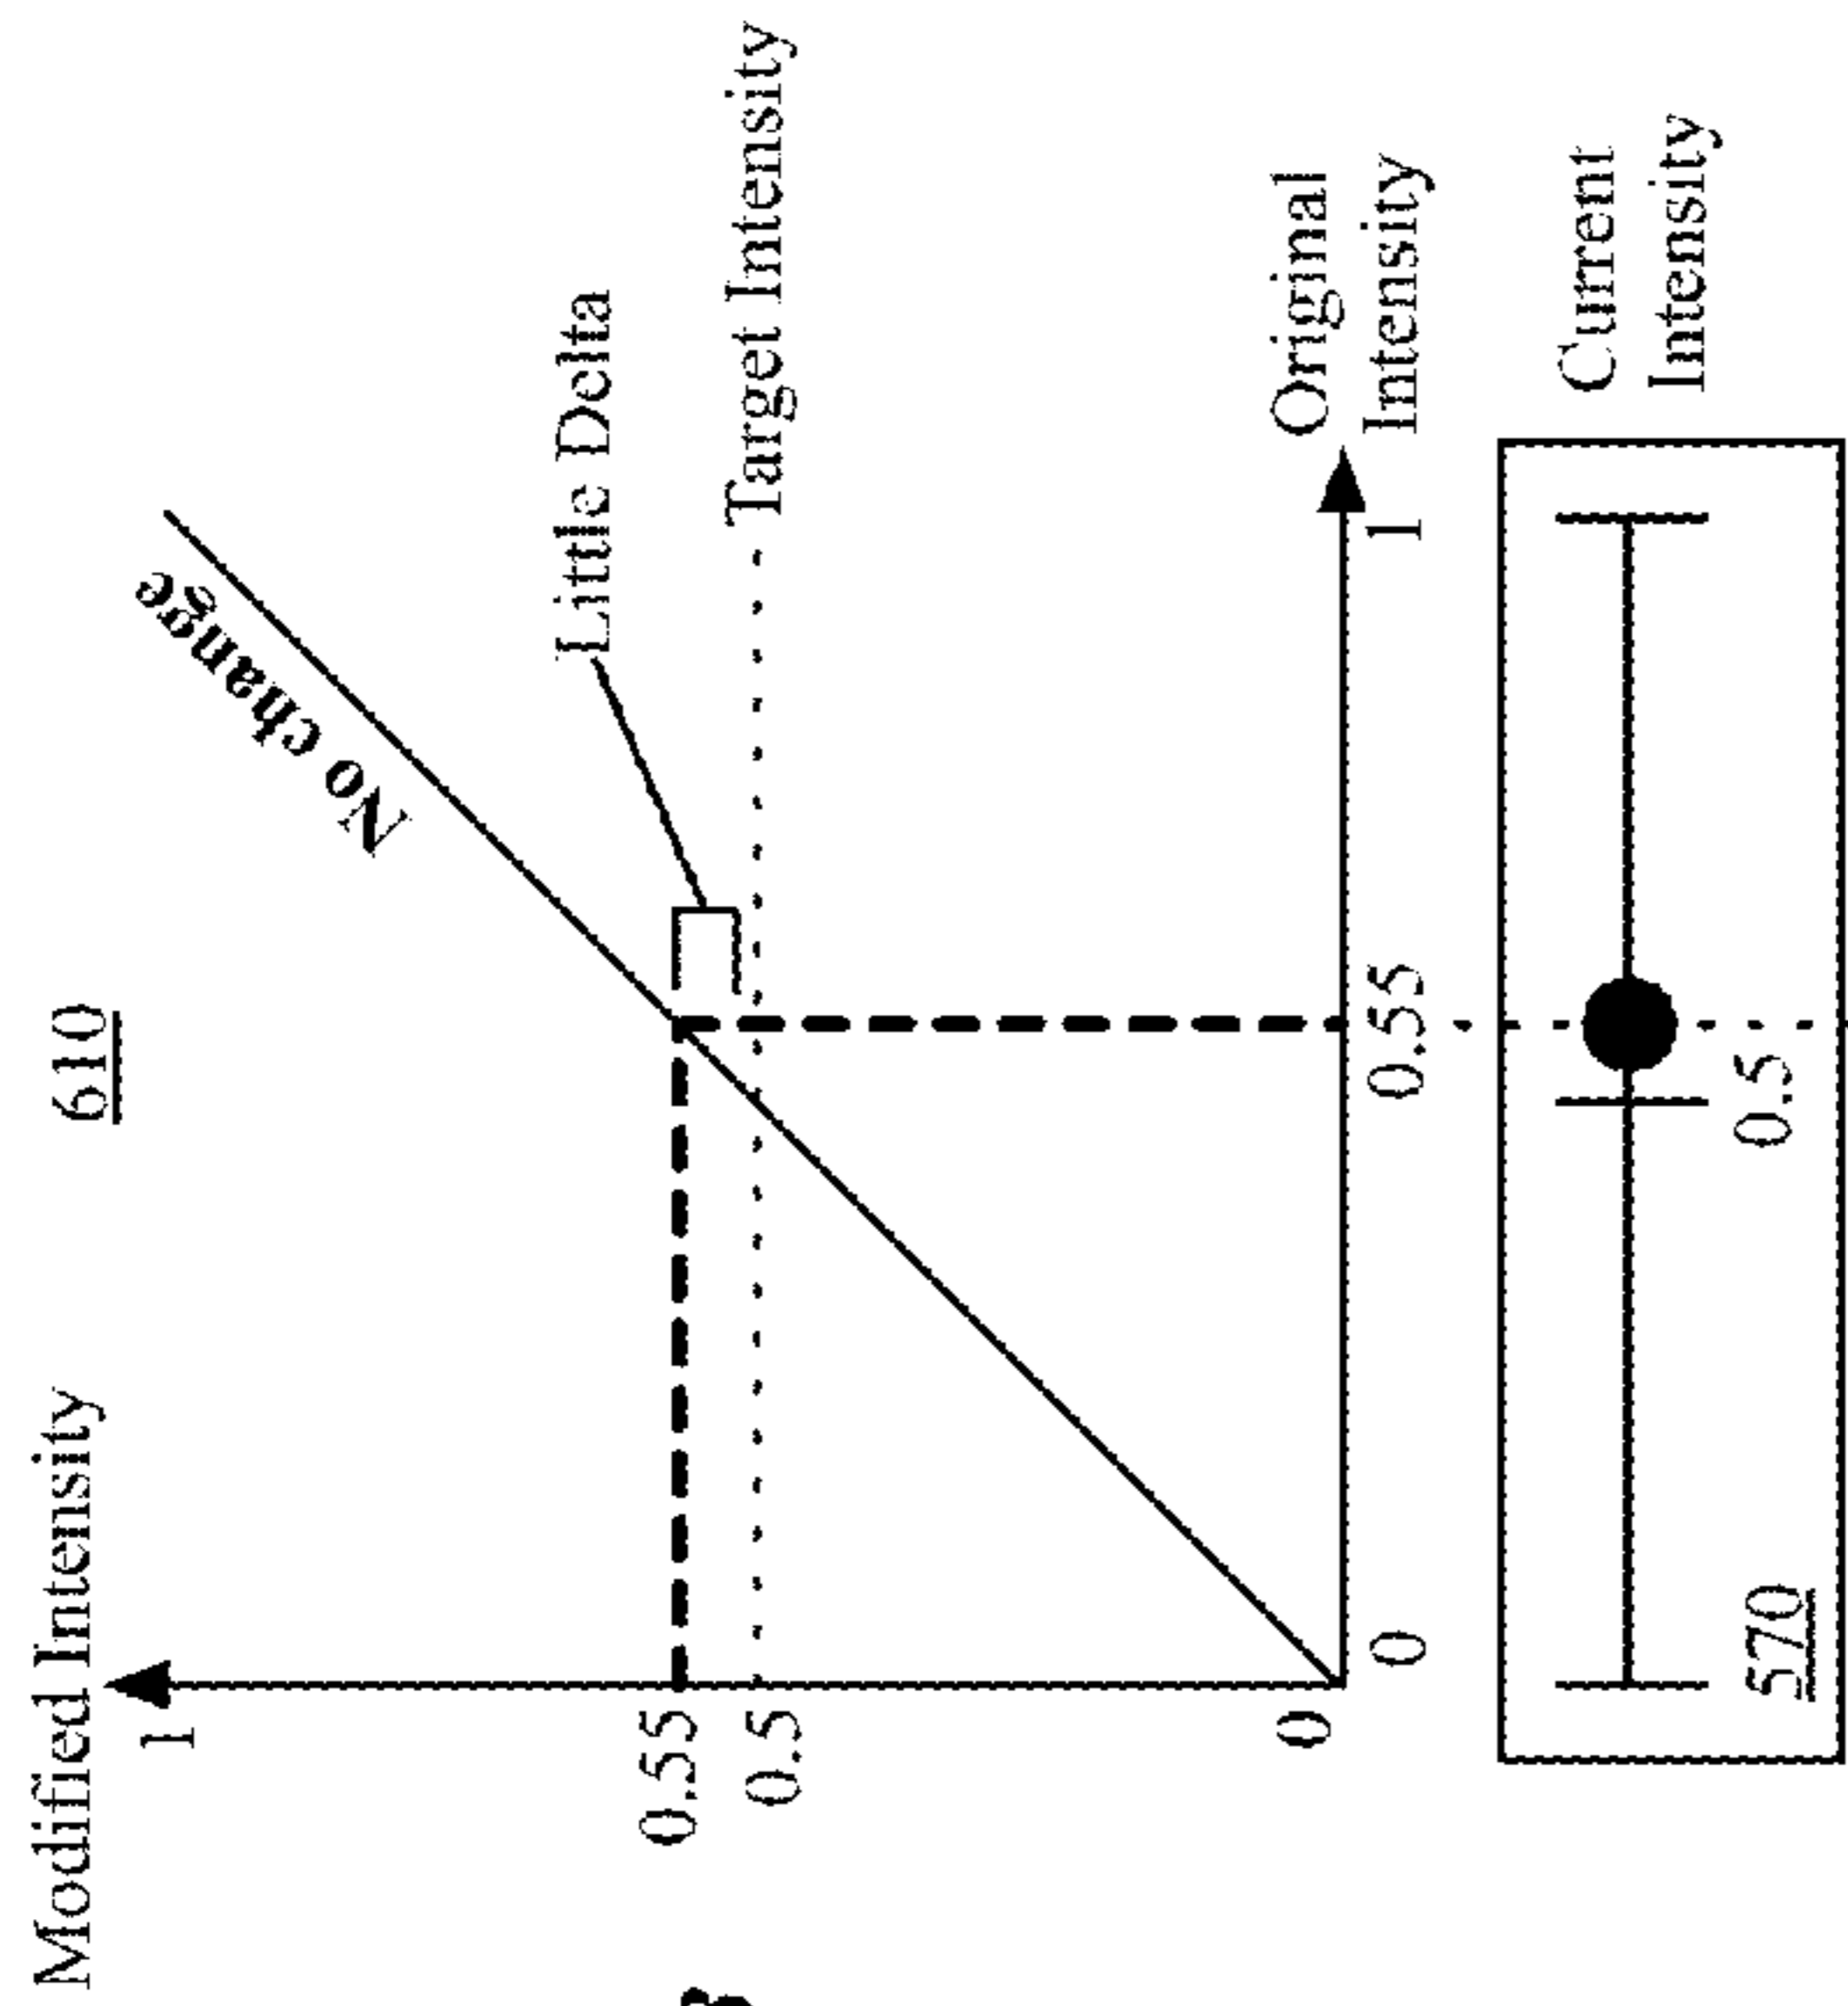 Modified Intensity
610
1
No change
Little Delta
0.55
0.5
Target Intensity
0
Original
Intensity
0
0.55
1
Current
Intensity
570
0.5